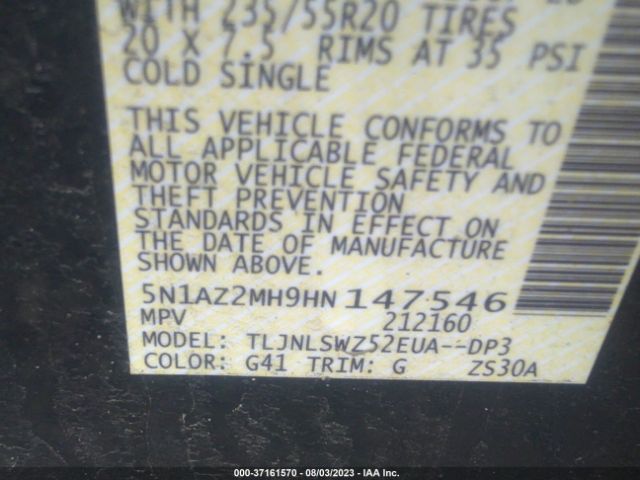 WITH 235/55R20 TIRES
20 X 7.5 RIMS AT 35 PSI
COLD SINGLE
THIS VEHICLE CONFORMS TO
ALL APPLICABLE FEDERAL
MOTOR VEHICLE SAFETY AND
THEFT PREVENTION
STANDARDS IN EFFECT ON
THE DATE OF MANUFACTURE
SHOWN ABOVE.
5N1AZ2MH9HN147546
MPV 212160
MODEL: TLJNLSWZ52EUA--DP3
COLOR: G41 TRIM: G ZS30A
000-37161570 - 08/03/2023 - IAA Inc.